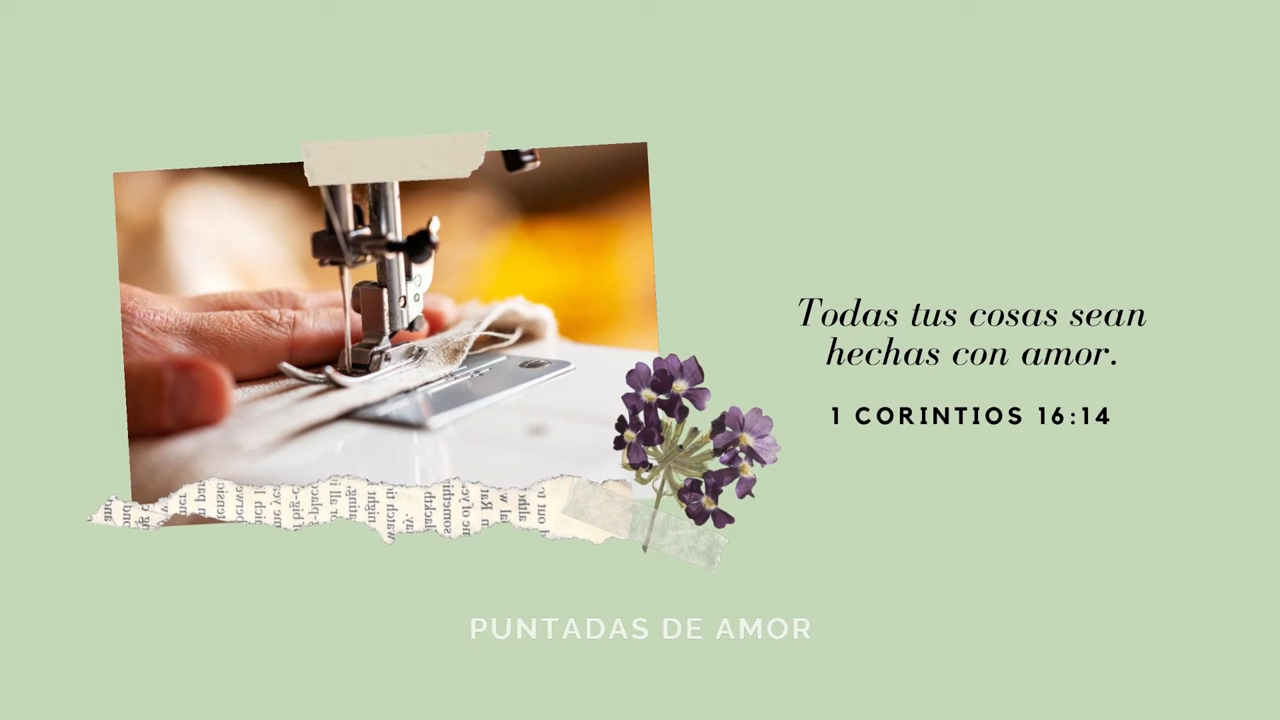 Todas tus cosas sean
hechas con amor.
1 CORINTIOS 16:14
PUNTADAS DE AMOR